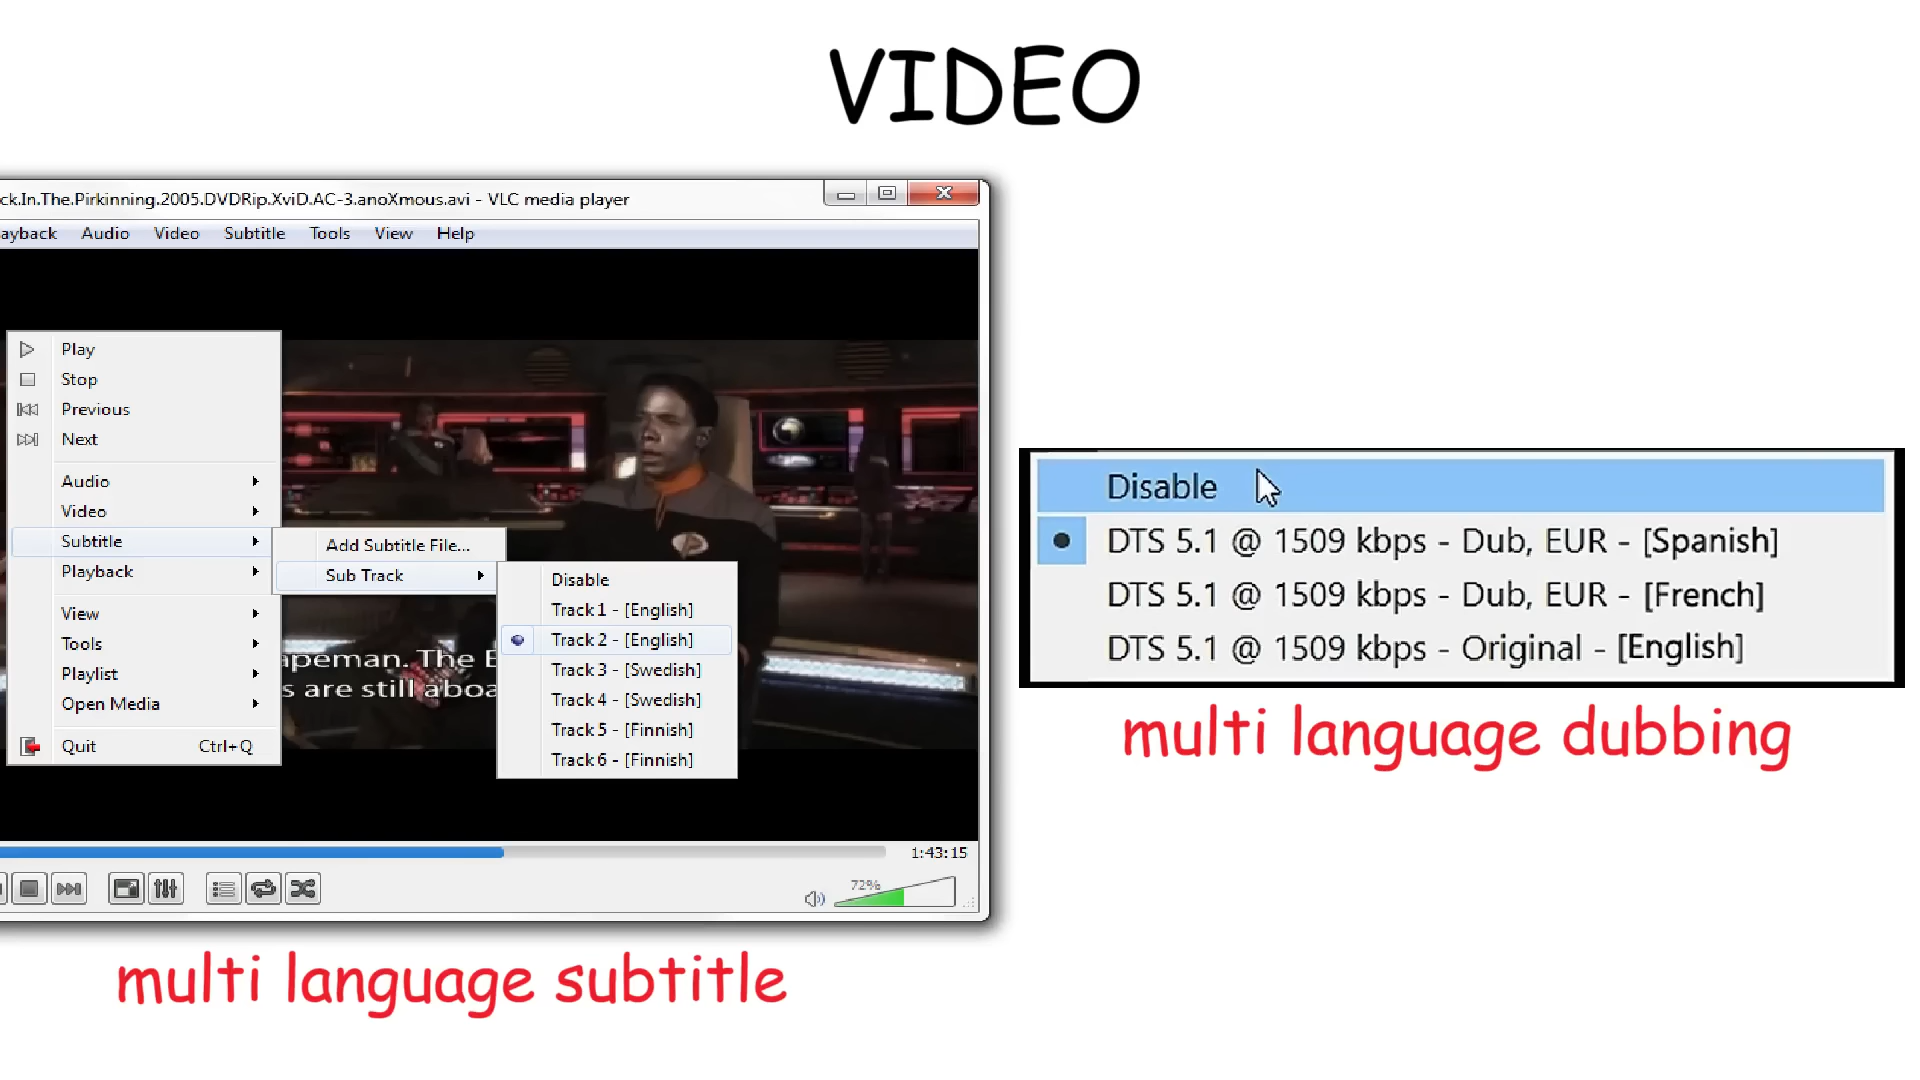 VIDEO
ck.In.The.Pirkinning.2005.DVDRip.XviD.AC-3.anoXmous.avi - VLC media player
ayback Audio Video Subtitle Tools View Help
Play
Stop
Previous
Next
Audio
Video
Subtitle
Playback
View
Tools
Playlist
Open Media
Quit Ctrl+Q
Add Subtitle File...
Sub Track
Disable
Track 1 - [English]
Track 2 - [English]
Track 3 - [Swedish]
Track 4 - [Swedish]
Track 5 - [Finnish]
Track 6 - [Finnish]
apeman. The E
s are still aboa
1:43:15
72%
multi language subtitle
Disable
DTS 5.1 @ 1509 kbps - Dub, EUR - [Spanish]
DTS 5.1 @ 1509 kbps - Dub, EUR - [French]
DTS 5.1 @ 1509 kbps - Original - [English]
multi language dubbing